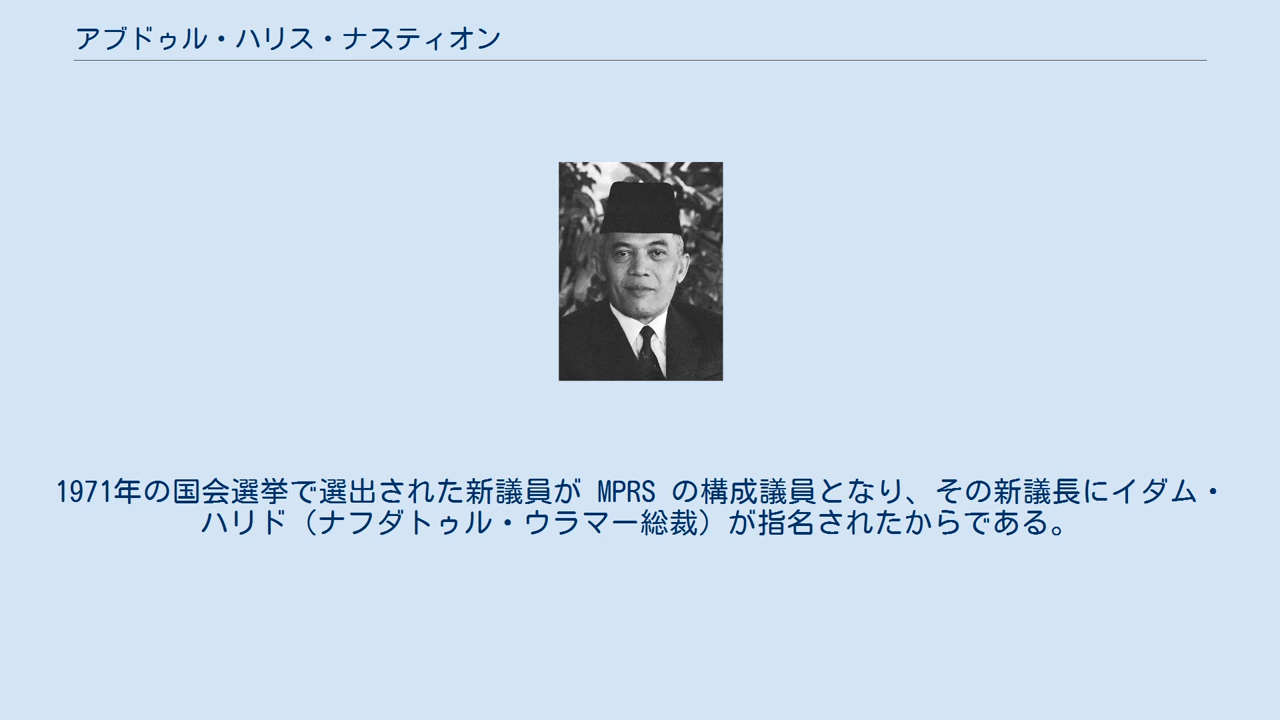 アブドゥル・ハリス・ナスティオン
1971年の国会選挙で選出された新議員が MPRS の構成議員となり、その新議長にイダム・
ハリド（ナフダトゥル・ウラマー総裁）が指名されたからである。